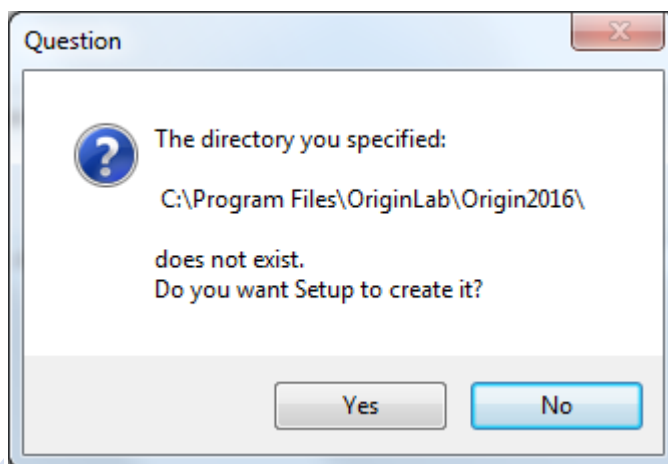 Question
The directory you specified:
C:\Program Files\OriginLab\Origin2016\
does not exist.
Do you want Setup to create it?
Yes
No